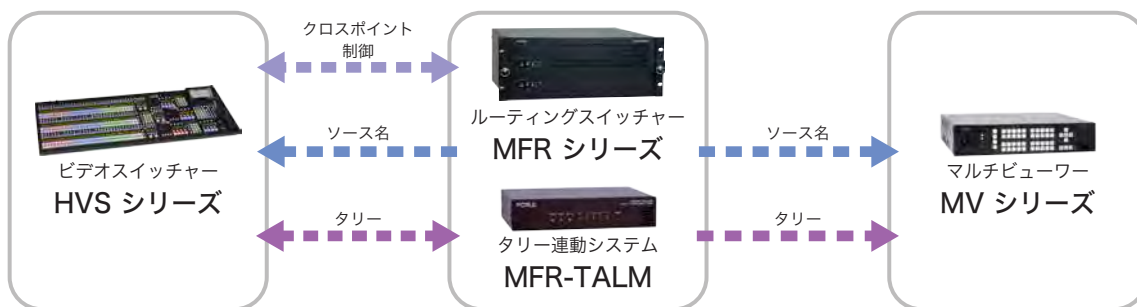 クロスポイント
制御
ルーティングスイッチャー
MFR シリーズ
ソース名
ソース名
ビデオスイッチャー
HVS シリーズ
マルチビューワー
MV シリーズ
タリー
タリー
タリー連動システム
MFR-TALM